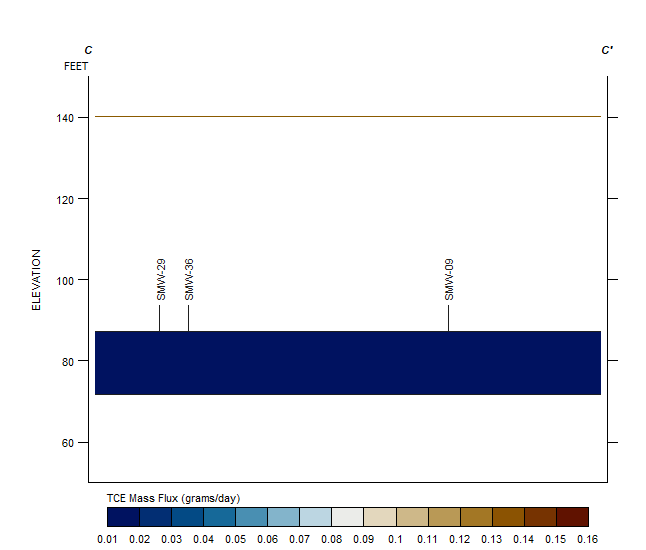 C C'
FEET
140
120
100
80
60
ELEVATION
SMW-29 SMW-36 SMW-09
TCE Mass Flux (grams/day)
0.01 0.02 0.03 0.04 0.05 0.06 0.07 0.08 0.09 0.1 0.11 0.12 0.13 0.14 0.15 0.16